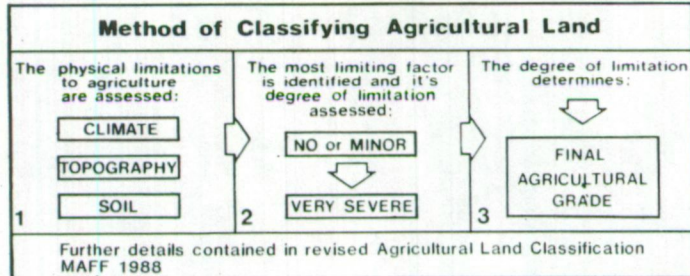 Method of Classifying Agricultural Land
The physical limitations
to agriculture
are assessed:
CLIMATE
TOPOGRAPHY
SOIL
1
The most limiting factor
is identified and it's
degree of limitation
assessed:
NO or MINOR
VERY SEVERE
2
The degree of limitation
determines:
FINAL
AGRICULTURAL
GRADE
3
Further details contained in revised Agricultural Land Classification
MAFF 1988